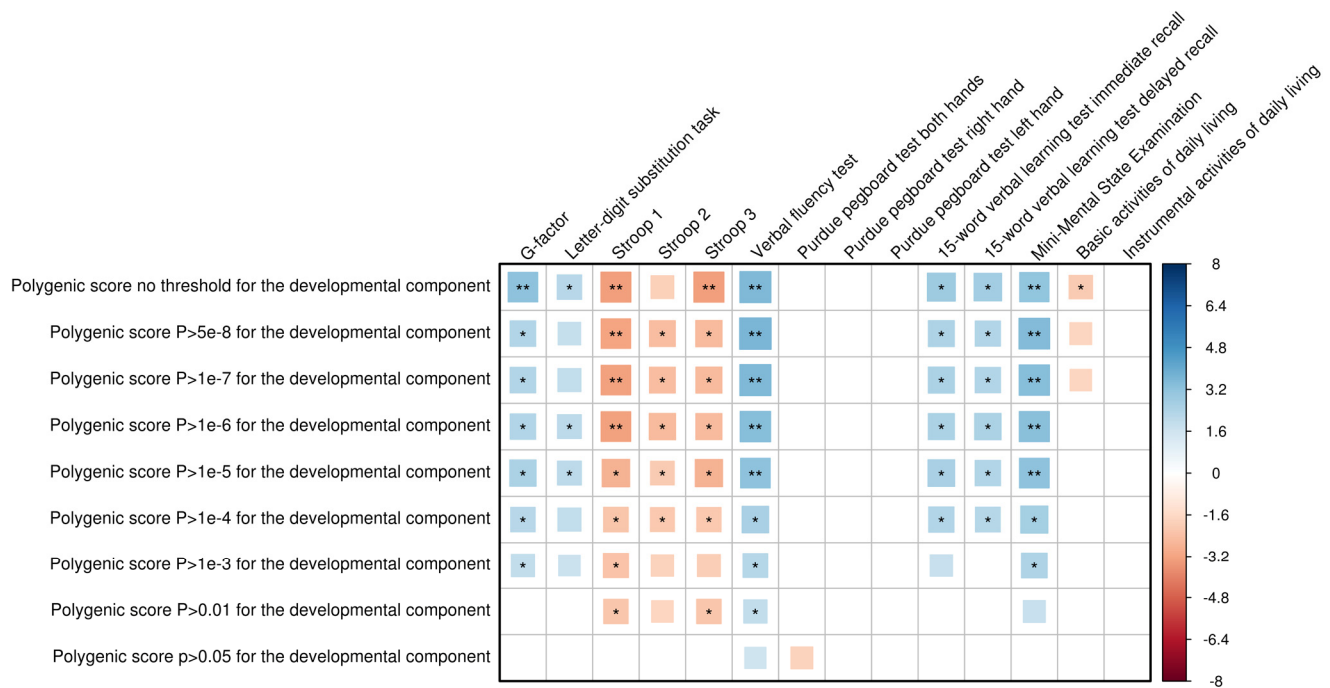 G-factor
Letter-digit substitution task
Stroop 1
Stroop 2
Stroop 3
Verbal fluency test
Purdue pegboard test both hands
Purdue pegboard test right hand
Purdue pegboard test left hand
15-word verbal learning test immediate recall
15-word verbal learning test delayed recall
Mini-Mental State Examination
Basic activities of daily living
Instrumental activities of daily living
Polygenic score no threshold for the developmental component ** * ** ** ** * * ** *
Polygenic score P>5e-8 for the developmental component * ** * * ** * * **
Polygenic score P>1e-7 for the developmental component * ** * * ** * * **
Polygenic score P>1e-6 for the developmental component * * ** * * ** * * **
Polygenic score P>1e-5 for the developmental component * * * * * ** * * **
Polygenic score P>1e-4 for the developmental component * * * * * * * *
Polygenic score P>1e-3 for the developmental component * * * *
Polygenic score P>0.01 for the developmental component * * *
Polygenic score p>0.05 for the developmental component
8
6.4
4.8
3.2
1.6
0
-1.6
-3.2
-4.8
-6.4
-8